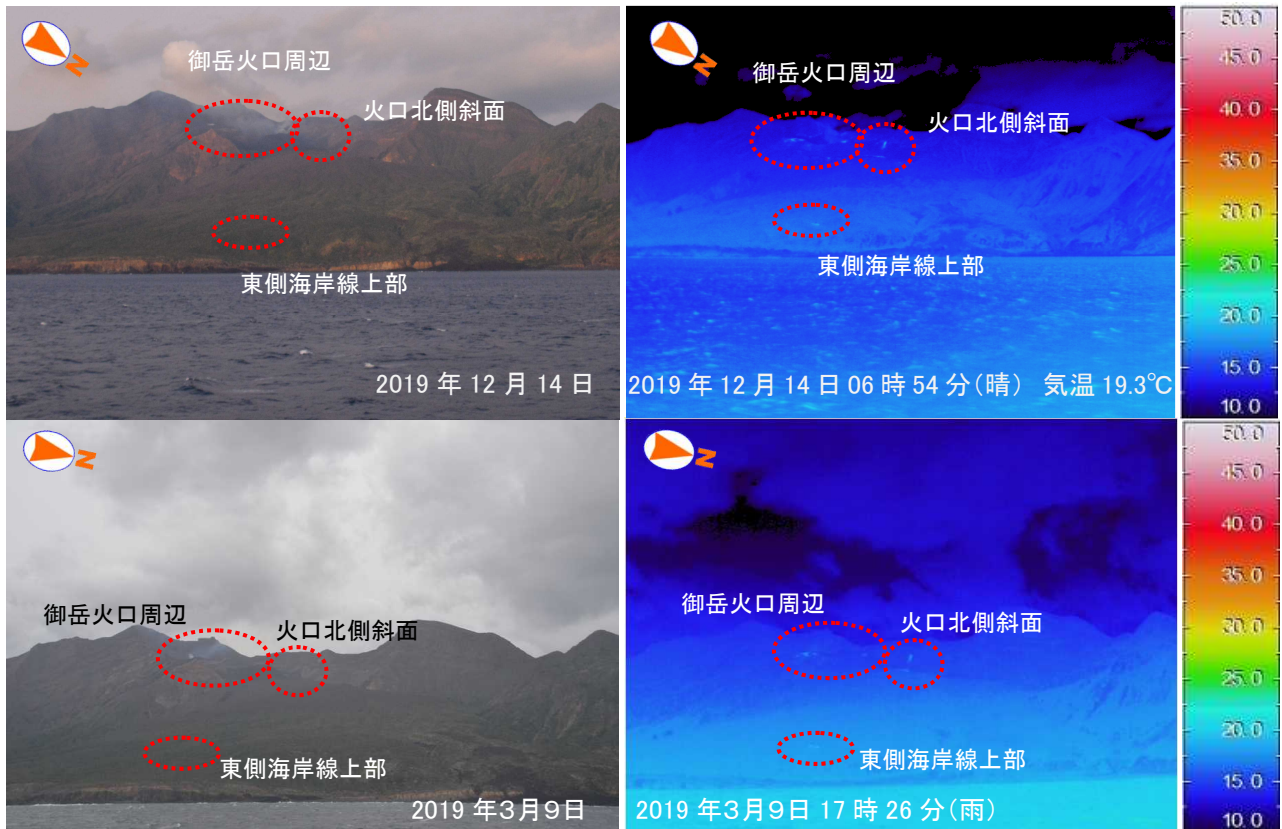 N
御岳火口周辺
火口北側斜面
東側海岸線上部
2019 年 12 月 14 日
N
御岳火口周辺
火口北側斜面
東側海岸線上部
2019 年 12 月 14 日 06 時 54 分(晴) 気温 19.3℃
50.0
45.0
40.0
35.0
30.0
25.0
20.0
15.0
10.0
N
御岳火口周辺
火口北側斜面
東側海岸線上部
2019 年3月9日
N
御岳火口周辺
火口北側斜面
東側海岸線上部
2019 年3月9日 17 時 26 分(雨)
50.0
45.0
40.0
35.0
30.0
25.0
20.0
15.0
10.0